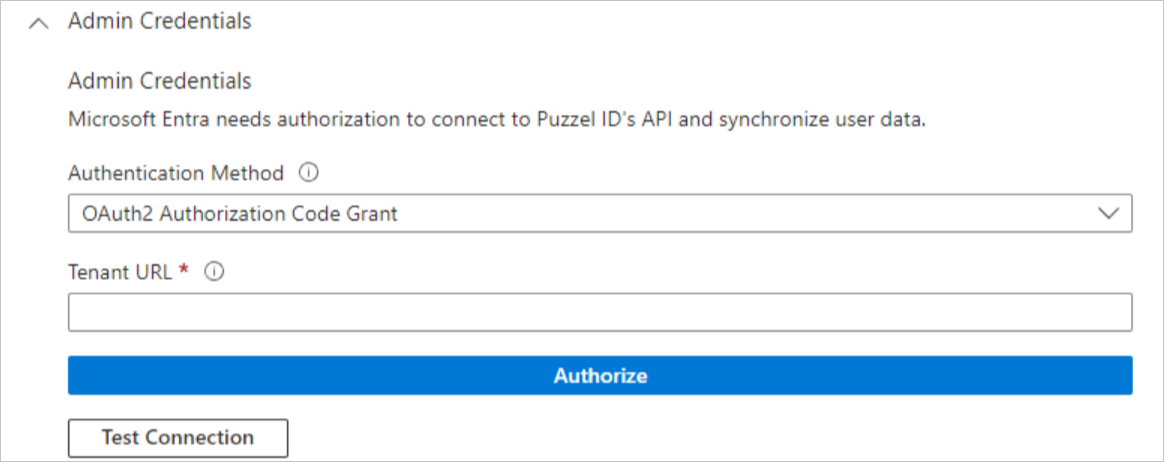 Admin Credentials
Admin Credentials
Microsoft Entra needs authorization to connect to Puzzel ID's API and synchronize user data.
Authentication Method
OAuth2 Authorization Code Grant
Tenant URL *
Authorize
Test Connection